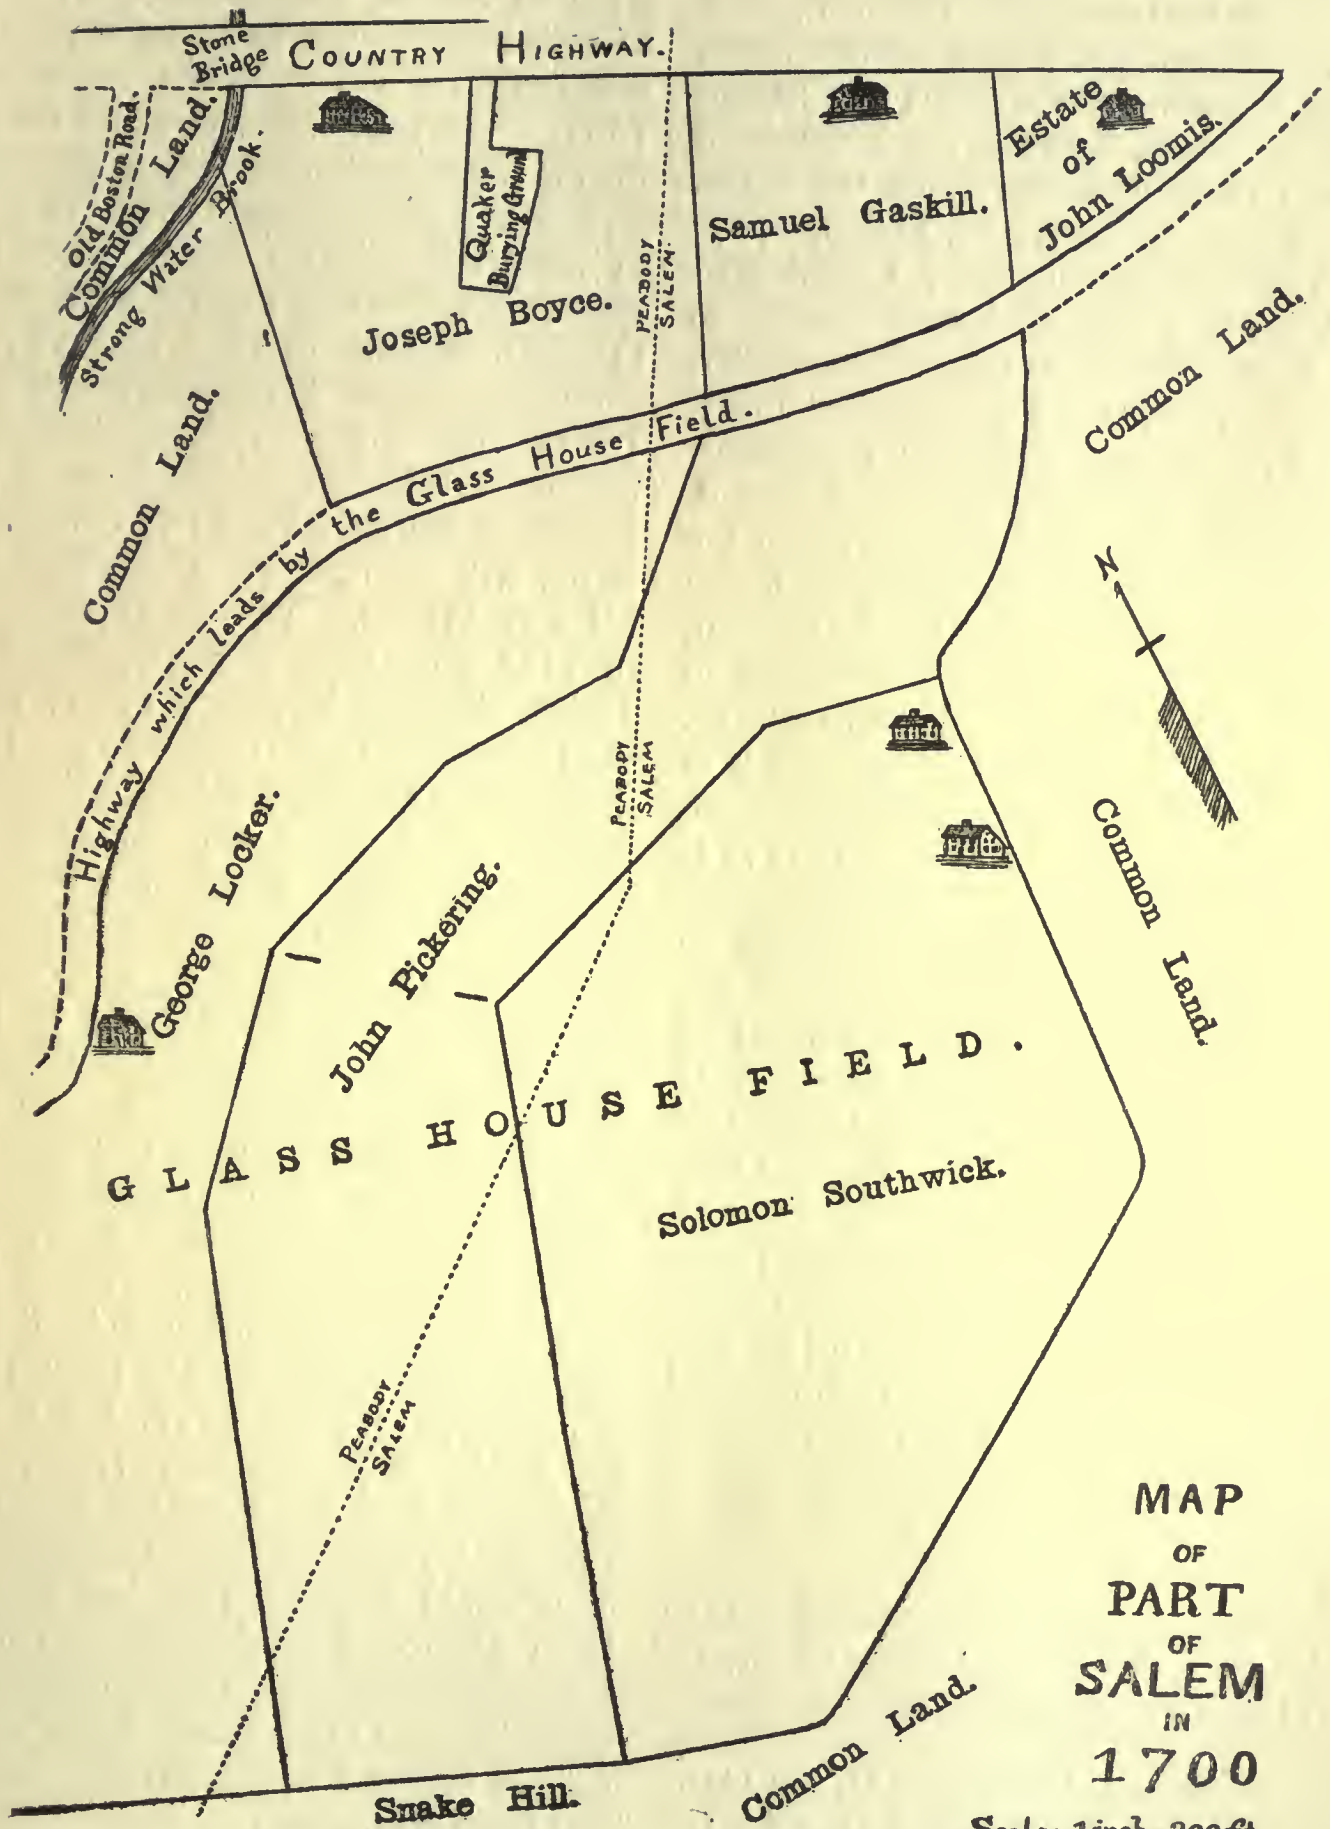 Stone
Bridge
COUNTRY HIGHWAY.
Old Boston Road.
Common Land.
Strong Water Brook.
Quaker
Burying Ground
Joseph Boyce.
PEABODY
SALEM
Samuel Gaskill.
Estate
of
John Loomis.
Common Land.
Common Land.
Highway which leads by the Glass House Field.
N
PEABODY
SALEM
George Locker.
John Pickering.
Common Land.
GLASS HOUSE FIELD.
Solomon Southwick.
PEABODY
SALEM
Snake Hill.
Common Land.
MAP
OF
PART
OF
SALEM
IN
1700